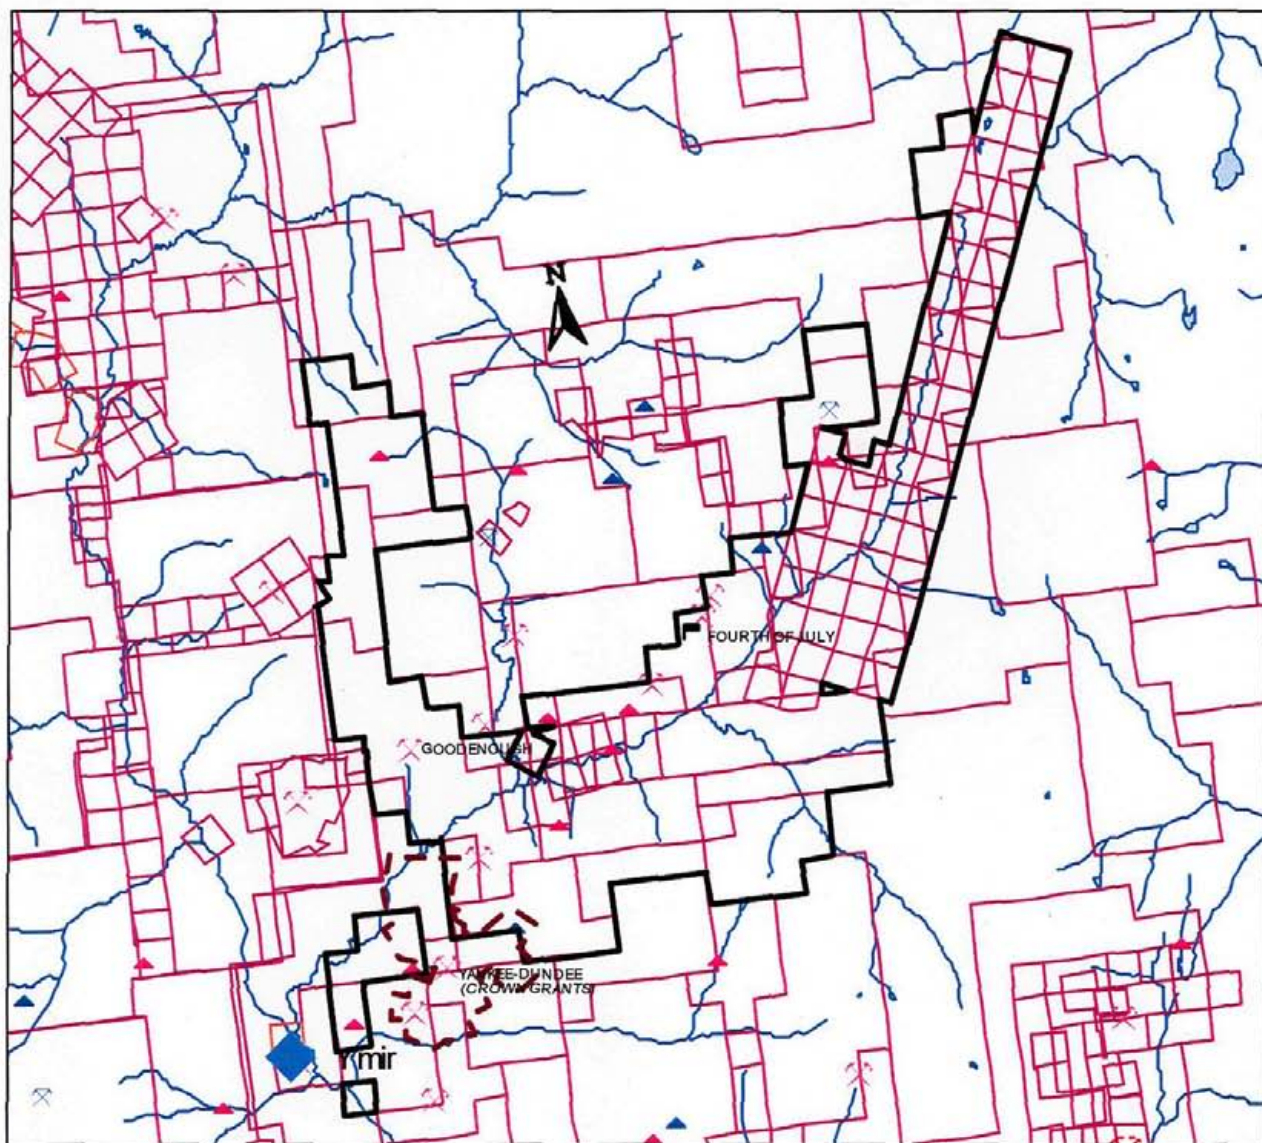 N
FOURTH OF JULY
GOODENOUGH
YANKEE-DUNDEE
(CROWN GRANTS)
Ymir